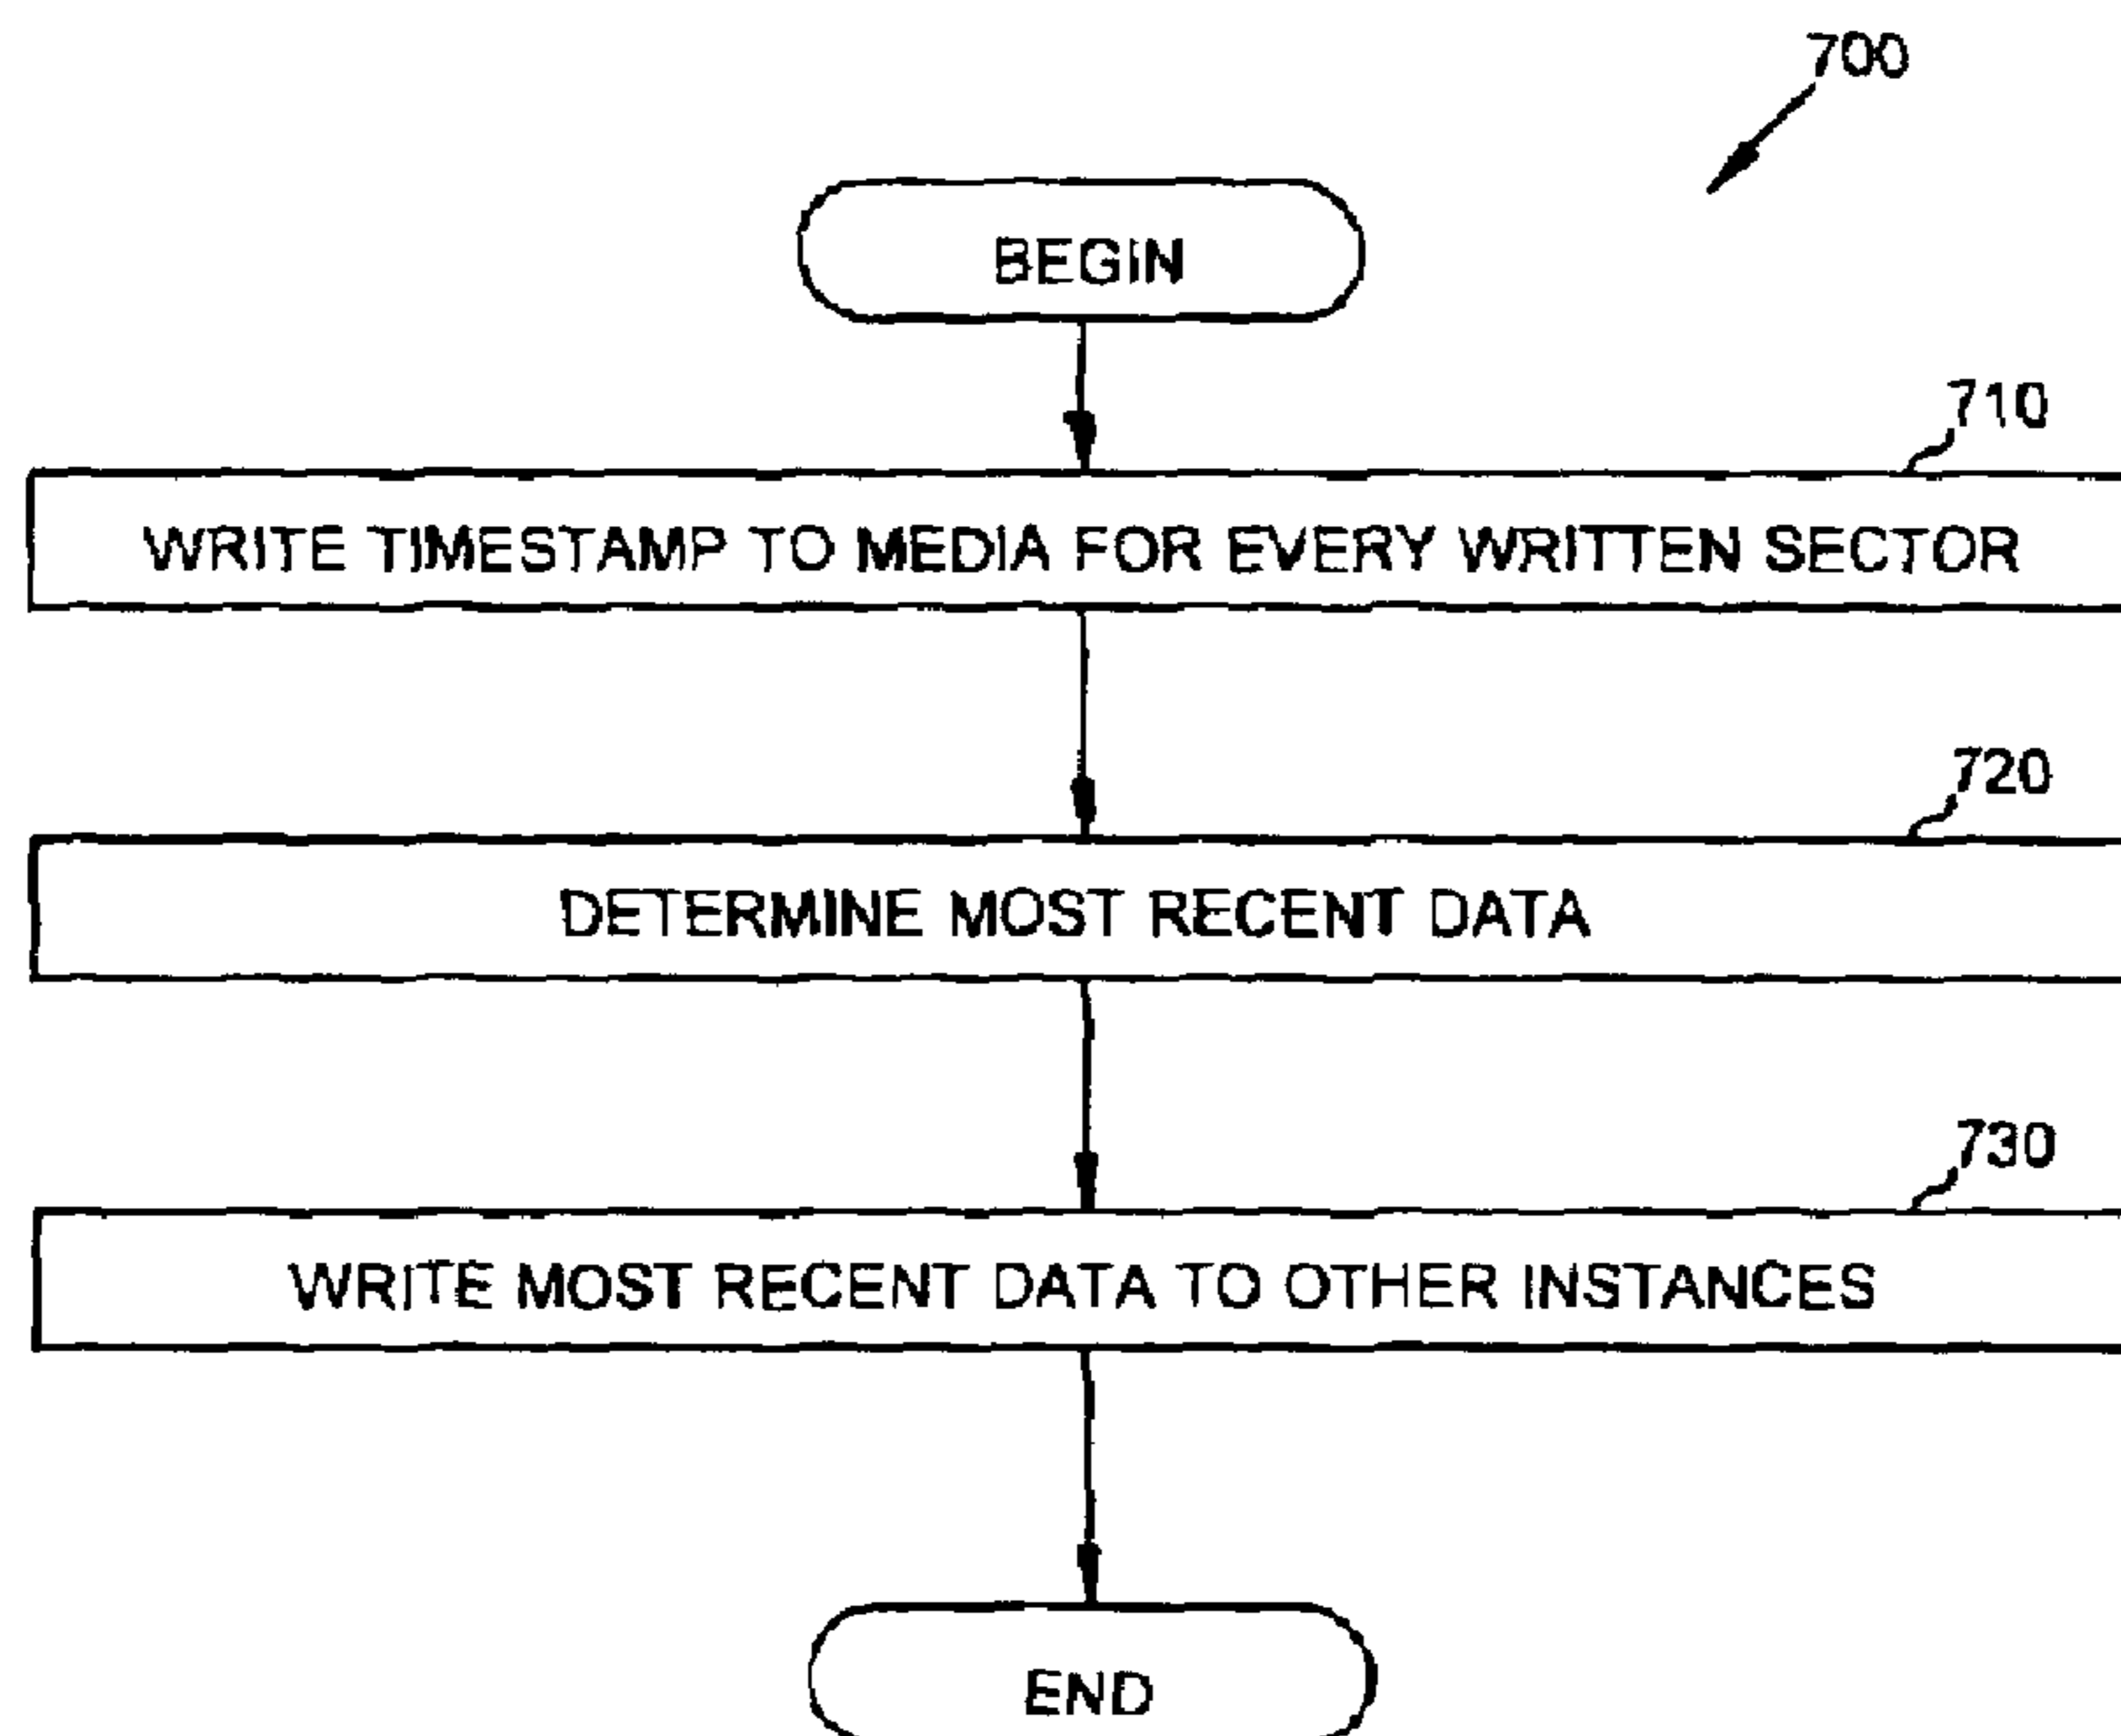 700
BEGIN
710
WRITE TIMESTAMP TO MEDIA FOR EVERY WRITTEN SECTOR
720
DETERMINE MOST RECENT DATA
730
WRITE MOST RECENT DATA TO OTHER INSTANCES
END